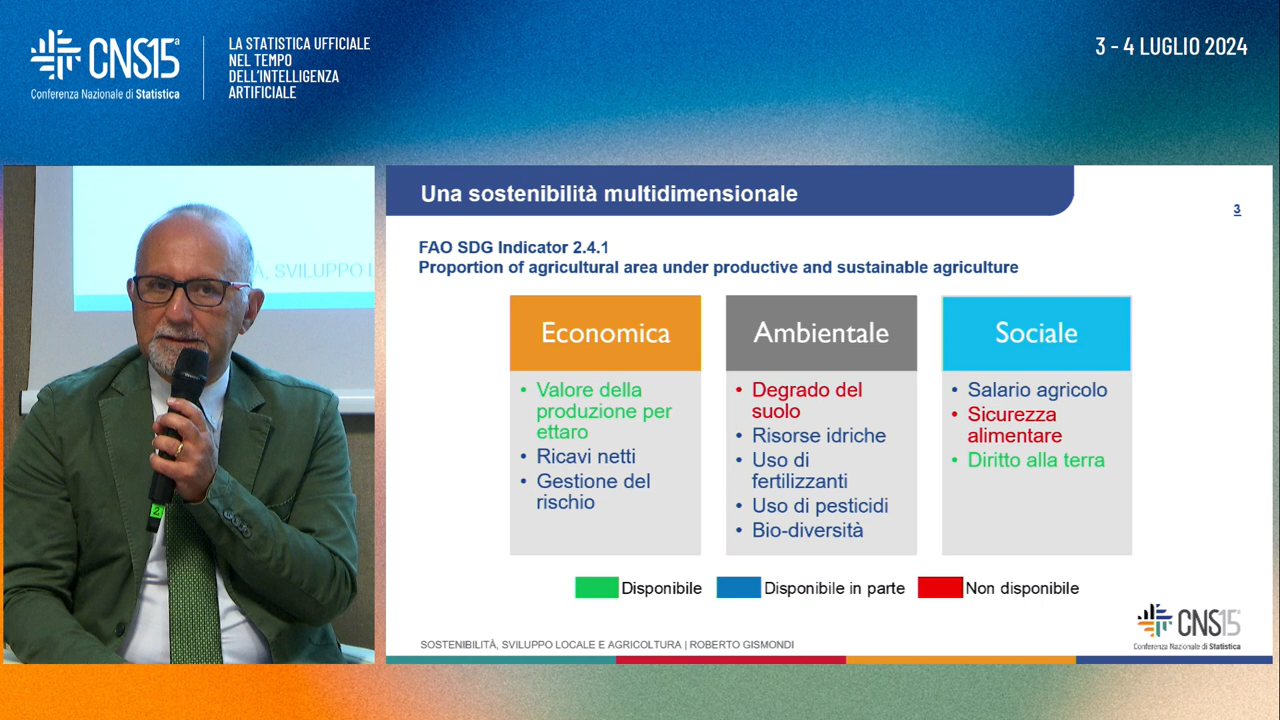 CNS15ª
Conferenza Nazionale di Statistica
LA STATISTICA UFFICIALE
NEL TEMPO
DELL'INTELLIGENZA
ARTIFICIALE
3 - 4 LUGLIO 2024
À, SVILUPPO L
2
Una sostenibilità multidimensionale
3
FAO SDG Indicator 2.4.1
Proportion of agricultural area under productive and sustainable agriculture
Economica
• Valore della
produzione per
ettaro
• Ricavi netti
• Gestione del
rischio
Ambientale
• Degrado del
suolo
• Risorse idriche
• Uso di
fertilizzanti
• Uso di pesticidi
• Bio-diversità
Sociale
• Salario agricolo
• Sicurezza
alimentare
• Diritto alla terra
Disponibile
Disponibile in parte
Non disponibile
SOSTENIBILITÀ, SVILUPPO LOCALE E AGRICOLTURA | ROBERTO GISMONDI
CNS15ª
Conferenza Nazionale di Statistica